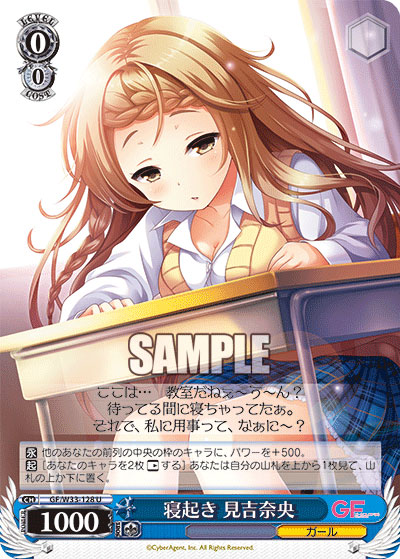 LEVEL
0
0
COST
SAMPLE
ここは… 教室だねぇ～う～ん?
待ってる間に寝ちゃってたぁ。
それで、私に用事って、なぁに～?
永 他のあなたの前列の中央の枠のキャラに、パワーを+500。
起 [あなたのキャラを2枚 する] あなたは自分の山札を上から1枚見て、山
札の上か下に置く。
CH GF/W33-128 U
1000
寝起き 見吉奈央
GF
ガール
©CyberAgent, Inc. All Rights Reserved.